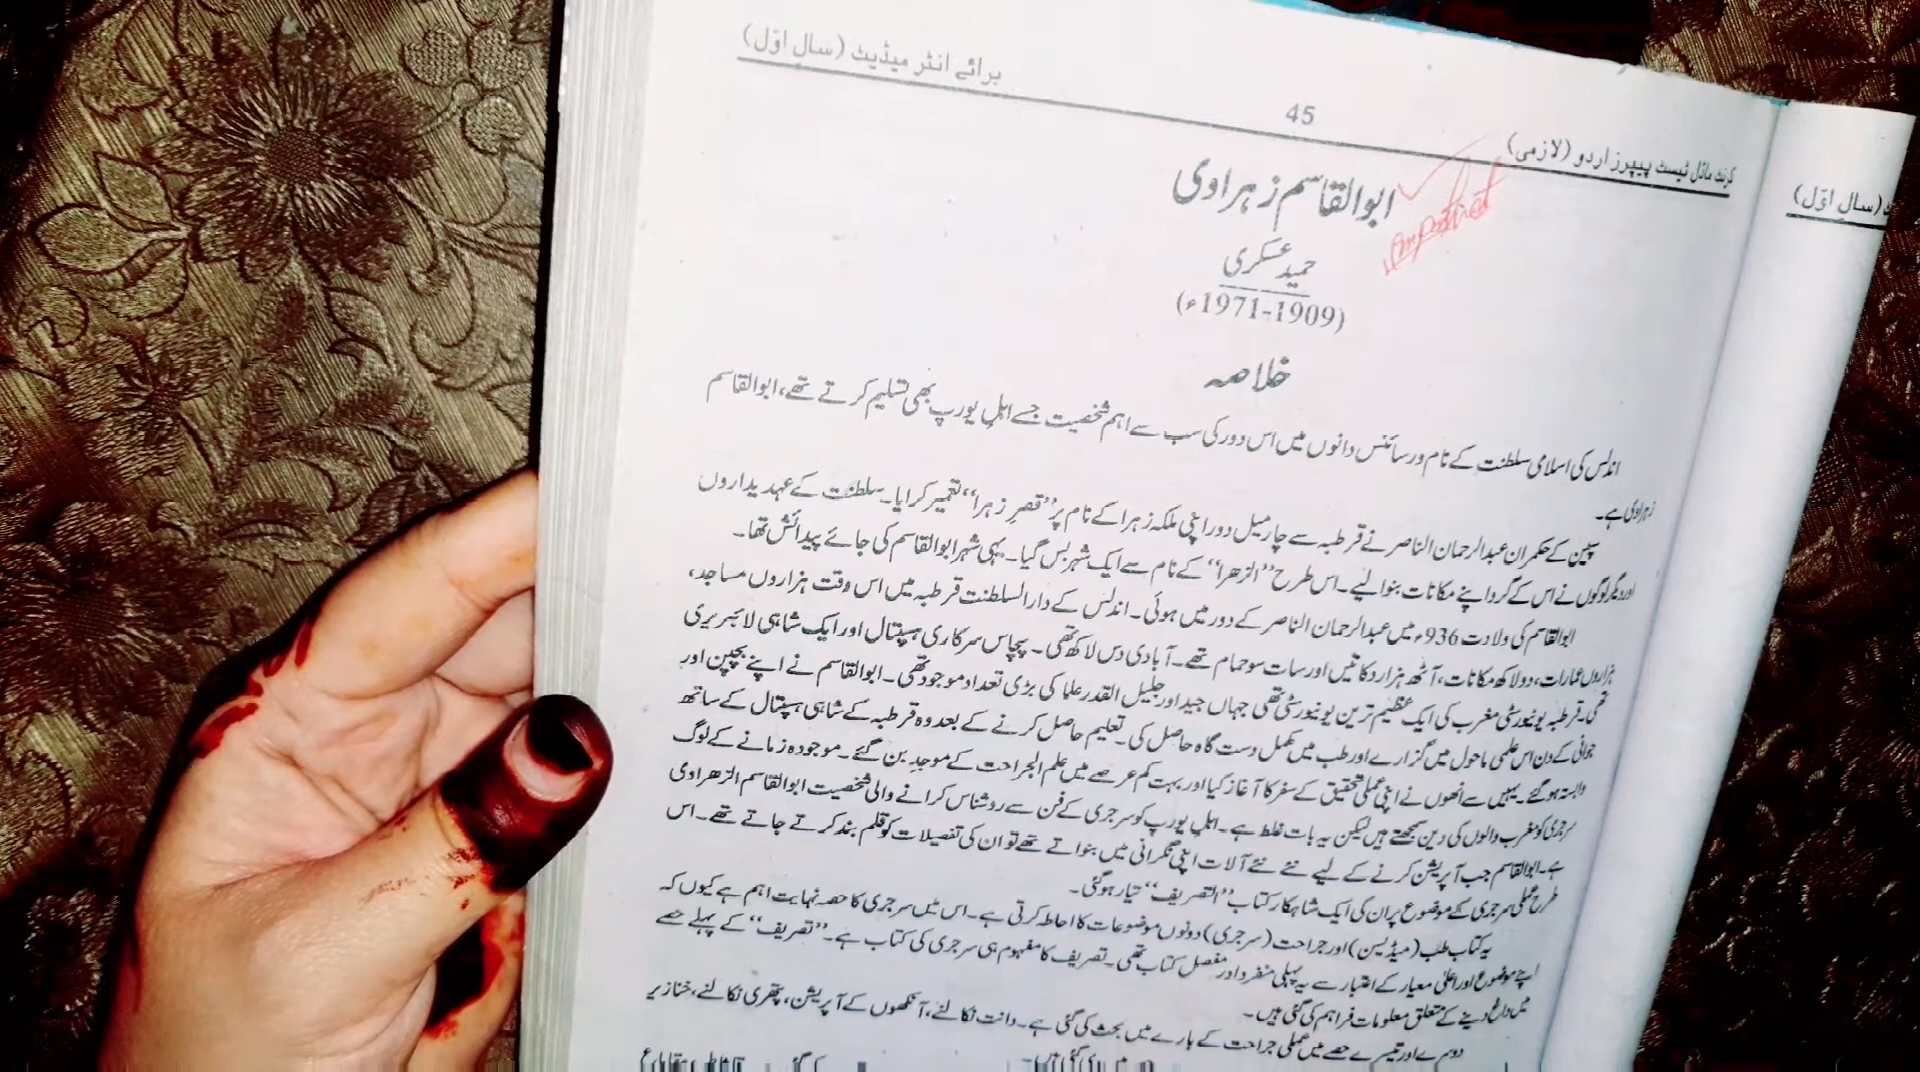 کرنٹ ماڈل ٹیسٹ پیپرز اردو (لازمی)
45
برائے انٹر میڈیٹ (سال اوّل)
ابوالقاسم زہراوی
Important
حمید عسکری
(1909-1971ء)
خلاصہ
اندلس کی اسلامی سلطنت کے نام ور سائنس دانوں میں اس دور کی سب سے اہم شخصیت جسے اہلِ یورپ بھی تسلیم کرتے تھے، ابوالقاسم
زہراوی ہے۔
سپین کے حکمران عبدالرحمان الناصر نے قرطبہ سے چار میل دور اپنی ملکہ زہرا کے نام پر ’’قصرِ زہرا‘‘ تعمیر کرایا۔ سلطنت کے عہدیداروں
اور دیگر لوگوں نے اس کے گرد اپنے مکانات بنوا لیے۔ اس طرح ’’الزھرا‘‘ کے نام سے ایک شہر بس گیا۔ یہی شہر ابوالقاسم کی جائے پیدائش تھا۔
ابوالقاسم کی ولادت 936ء میں عبدالرحمان الناصر کے دور میں ہوئی۔ اندلس کے دارالسلطنت قرطبہ میں اس وقت ہزاروں مساجد،
ہزاروں عمارات، دو لاکھ مکانات، آٹھ ہزار دکانیں اور سات سو حمام تھے۔ آبادی دس لاکھ تھی۔ پچاس سرکاری ہسپتال اور ایک شاہی لائبریری
تھی۔ قرطبہ یونیورسٹی مغرب کی ایک عظیم ترین یونیورسٹی تھی جہاں جید اور جلیل القدر علما کی بڑی تعداد موجود تھی۔ ابوالقاسم نے اپنے بچپن اور
جوانی کے دن اس علمی ماحول میں گزارے اور طب میں مکمل دست گاہ حاصل کی۔ تعلیم حاصل کرنے کے بعد وہ قرطبہ کے شاہی ہسپتال کے ساتھ
وابستہ ہو گئے۔ یہیں سے انھوں نے اپنی عملی تحقیق کے سفر کا آغاز کیا اور بہت کم عرصے میں علم الجراحت کے موجد بن گئے۔ موجودہ زمانے کے لوگ
سرجری کو مغرب والوں کی دین سمجھتے ہیں لیکن یہ بات غلط ہے۔ اہلِ یورپ کو سرجری کے فن سے روشناس کرانے والی شخصیت ابوالقاسم الزھراوی
ہے۔ ابوالقاسم جب آپریشن کرنے کے لیے نئے نئے آلات اپنی نگرانی میں بنواتے تھے تو ان کی تفصیلات کو قلم بند کرتے جاتے تھے۔ اس
طرح عملی سرجری کے موضوع پر ان کی ایک شاہکار کتاب ’’التصریف‘‘ تیار ہو گئی۔
یہ کتاب طب (میڈیسن) اور جراحت (سرجری) دونوں موضوعات کا احاطہ کرتی ہے۔ اس میں سرجری کا حصہ نہایت اہم ہے کیوں کہ
اپنے موضوع اور اعلیٰ معیار کے اعتبار سے یہ پہلی منفرد اور مفصل کتاب تھی۔ تصریف کا مفہوم ہی سرجری کی کتاب ہے۔ ’’تصریف‘‘ کے پہلے حصے
میں داغ دینے کے متعلق معلومات فراہم کی گئی ہیں۔
دوسرے اور تیسرے حصے میں عملی جراحت کے بارے میں بحث کی گئی ہے۔ دانت نکالنے، آنکھوں کے آپریشن، پتھری نکالنے، خنازیر
(سال اوّل)